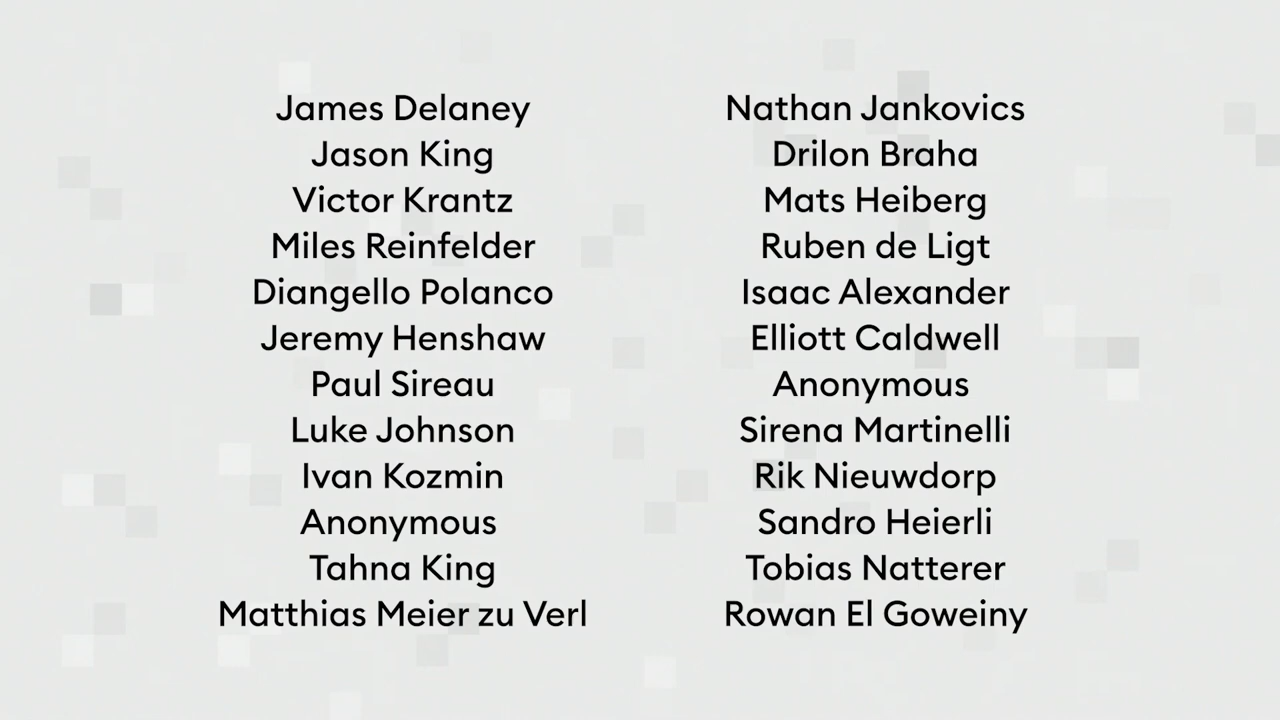 James Delaney
Jason King
Victor Krantz
Miles Reinfelder
Diangello Polanco
Jeremy Henshaw
Paul Sireau
Luke Johnson
Ivan Kozmin
Anonymous
Tahna King
Matthias Meier zu Verl
Nathan Jankovics
Drilon Braha
Mats Heiberg
Ruben de Ligt
Isaac Alexander
Elliott Caldwell
Anonymous
Sirena Martinelli
Rik Nieuwdorp
Sandro Heierli
Tobias Natterer
Rowan El Goweiny